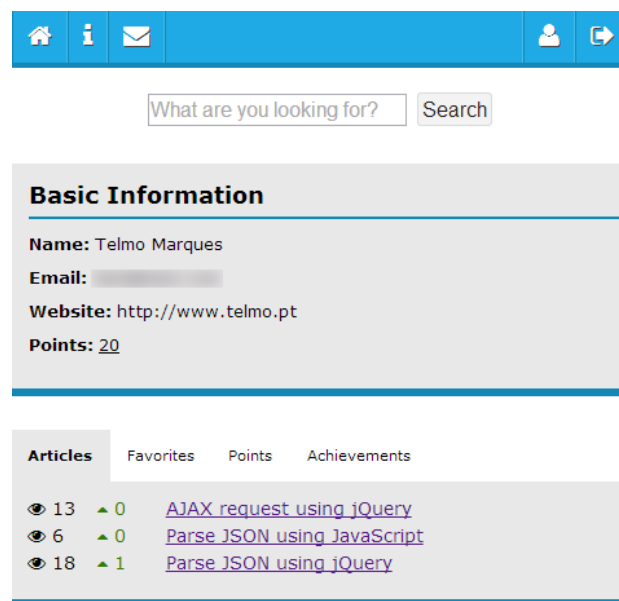 What are you looking for? Search
Basic Information
Name: Telmo Marques
Email:
Website: http://www.telmo.pt
Points: 20
Articles Favorites Points Achievements
13 0 AJAX request using jQuery
6 0 Parse JSON using JavaScript
18 1 Parse JSON using jQuery